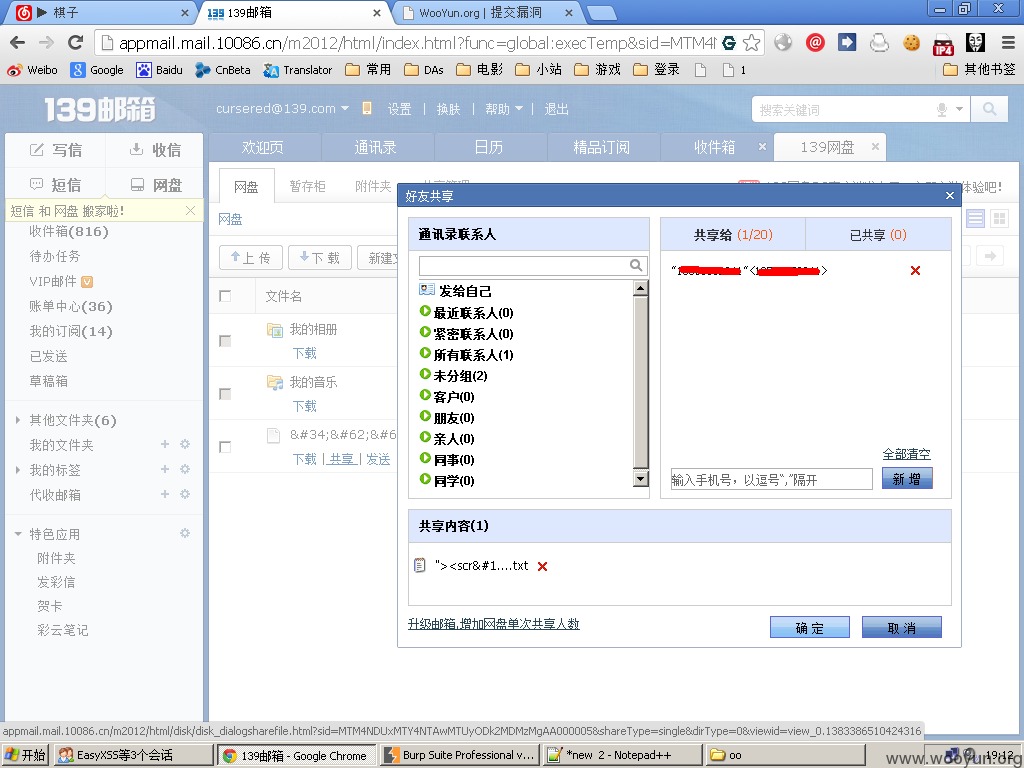 棋子
139 139邮箱
WooYun.org | 提交漏洞
appmail.mail.10086.cn/m2012/html/index.html?func=global:execTemp&sid=MTM4N
IP4
Weibo Google Baidu CnBeta Translator 常用 DAs 电影 小站 游戏 登录 1 其他书签
139邮箱
cursered@139.com 设置 | 换肤 | 帮助 | 退出
搜索关键词
写信 收信
短信 网盘
短信 和 网盘 搬家啦!
收件箱(816)
待办任务
VIP邮件
账单中心(36)
我的订阅(14)
已发送
草稿箱
其他文件夹(6)
我的文件夹
我的标签
代收邮箱
特色应用
附件夹
发彩信
贺卡
彩云笔记
欢迎页 通讯录 日历 精品订阅 收件箱 139网盘
网盘 暂存柜 附件夹
验吧!
网盘
上 传 下 载 新建
文件名
我的相册
下载
我的音乐
下载
&#34;&#62;&#6
下载 | 共享 | 发送
好友共享
通讯录联系人
发给自己
最近联系人(0)
紧密联系人(0)
所有联系人(1)
未分组(2)
客户(0)
朋友(0)
亲人(0)
同事(0)
同学(0)
共享给 (1/20) 已共享 (0)
全部清空
输入手机号，以逗号","隔开 新 增
共享内容(1)
"><scr&#1....txt
升级邮箱,增加网盘单次共享人数
确 定 取 消
appmail.mail.10086.cn/m2012/html/disk/disk_dialogsharefile.html?sid=MTM4NDUxMTY4NTAwMTUyODk2MDMzMgAA000005&shareType=single&dirType=0&viewid=view_0.1383386510424316
开始 EasyXSS等3个会话 139邮箱 - Google Chrome Burp Suite Professional v... *new 2 - Notepad++ oo 19:12
www.wooyun.org